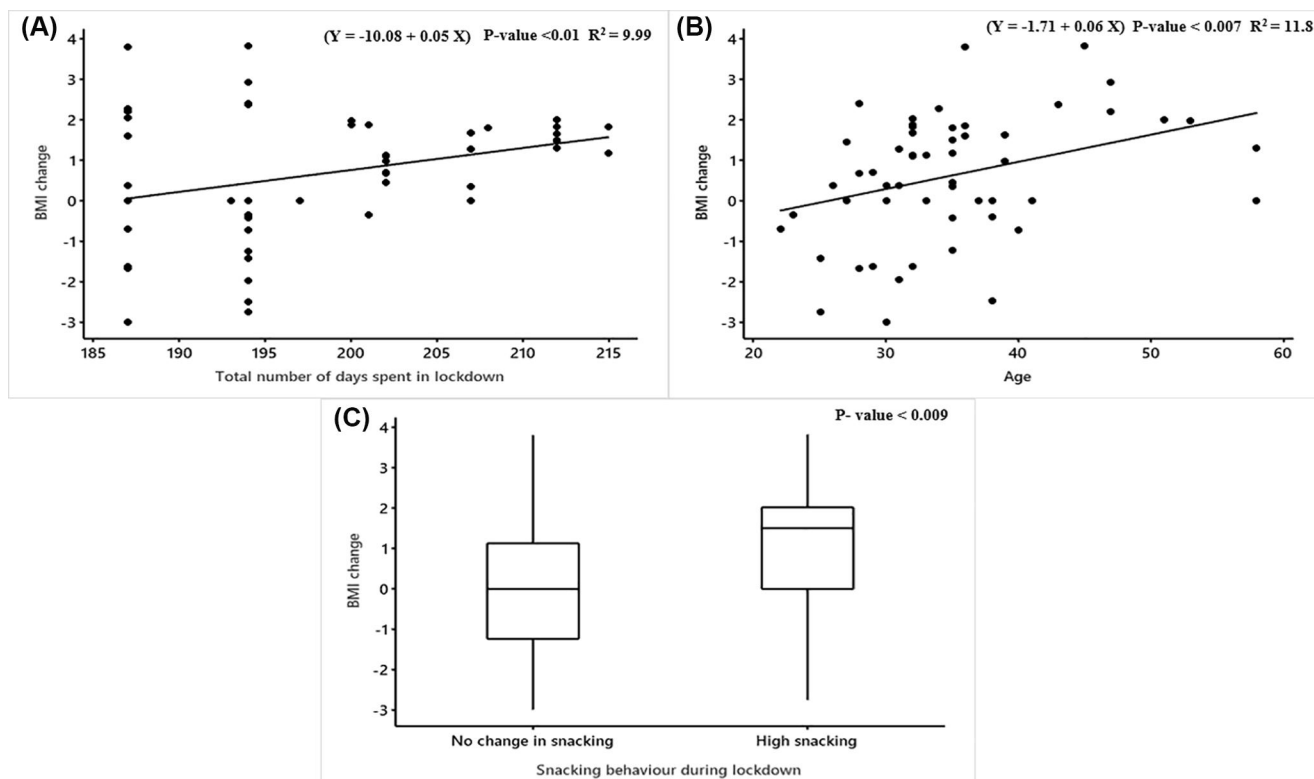 (A)
(Y = -10.08 + 0.05 X) P-value <0.01 R² = 9.99
4
3
2
1
0
-1
-2
-3
BMI change
185 190 195 200 205 210 215
Total number of days spent in lockdown
(B)
(Y = -1.71 + 0.06 X) P-value < 0.007 R² = 11.8
4
3
2
1
0
-1
-2
-3
BMI change
20 30 40 50 60
Age
(C)
P- value < 0.009
4
3
2
1
0
-1
-2
-3
BMI change
No change in snacking High snacking
Snacking behaviour during lockdown